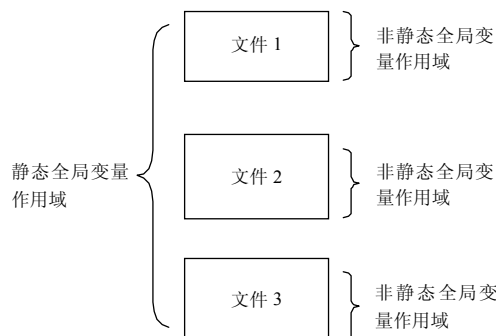 文件 1
非静态全局变
量作用域
静态全局变量
作用域
文件 2
非静态全局变
量作用域
文件 3
非静态全局变
量作用域